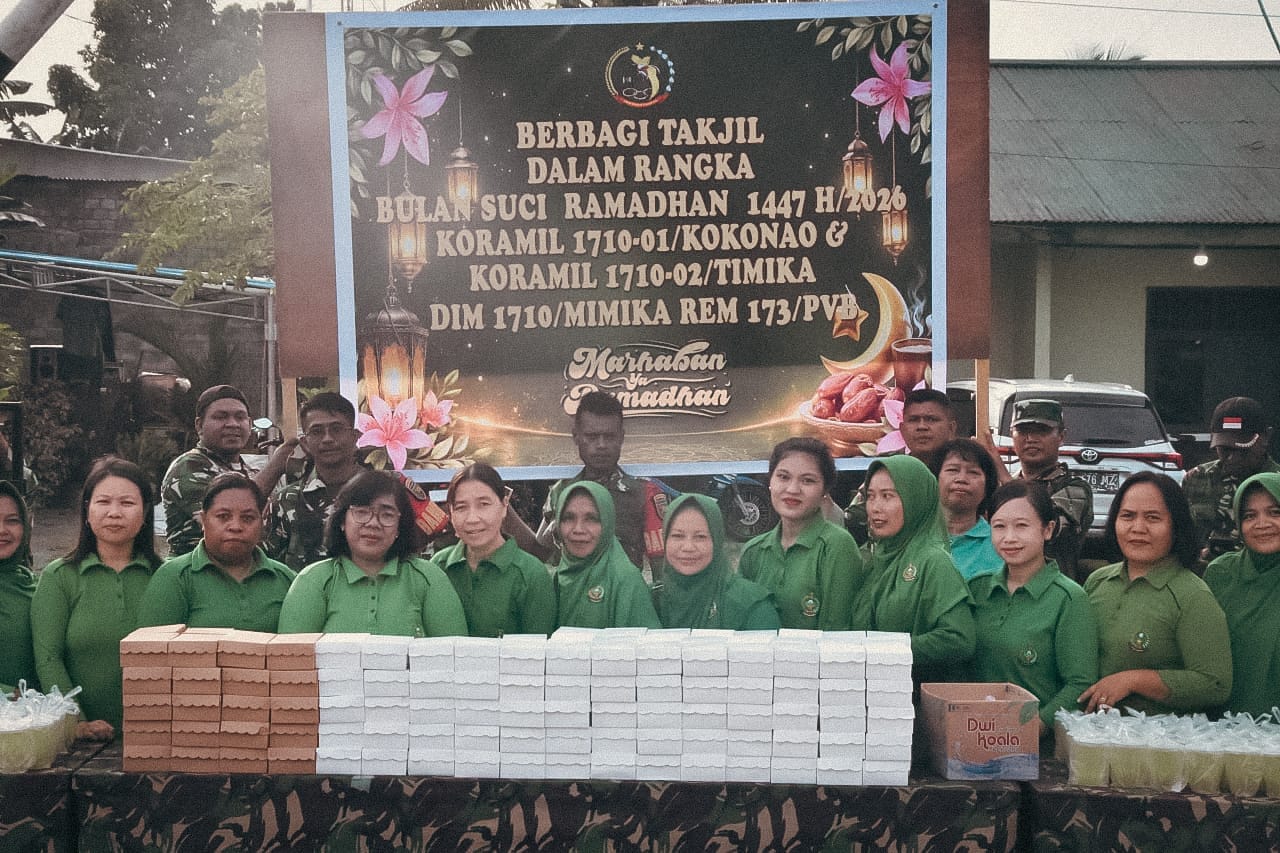 BERBAGI TAKJIL
DALAM RANGKA
BULAN SUCI RAMADHAN 1447 H/2026
KORAMIL 1710-01/KOKONAO &
KORAMIL 1710-02/TIMIKA
DIM 1710/MIMIKA REM 173/PVB
Marhaban
Ya
Ramadhan
Dwi
Koala